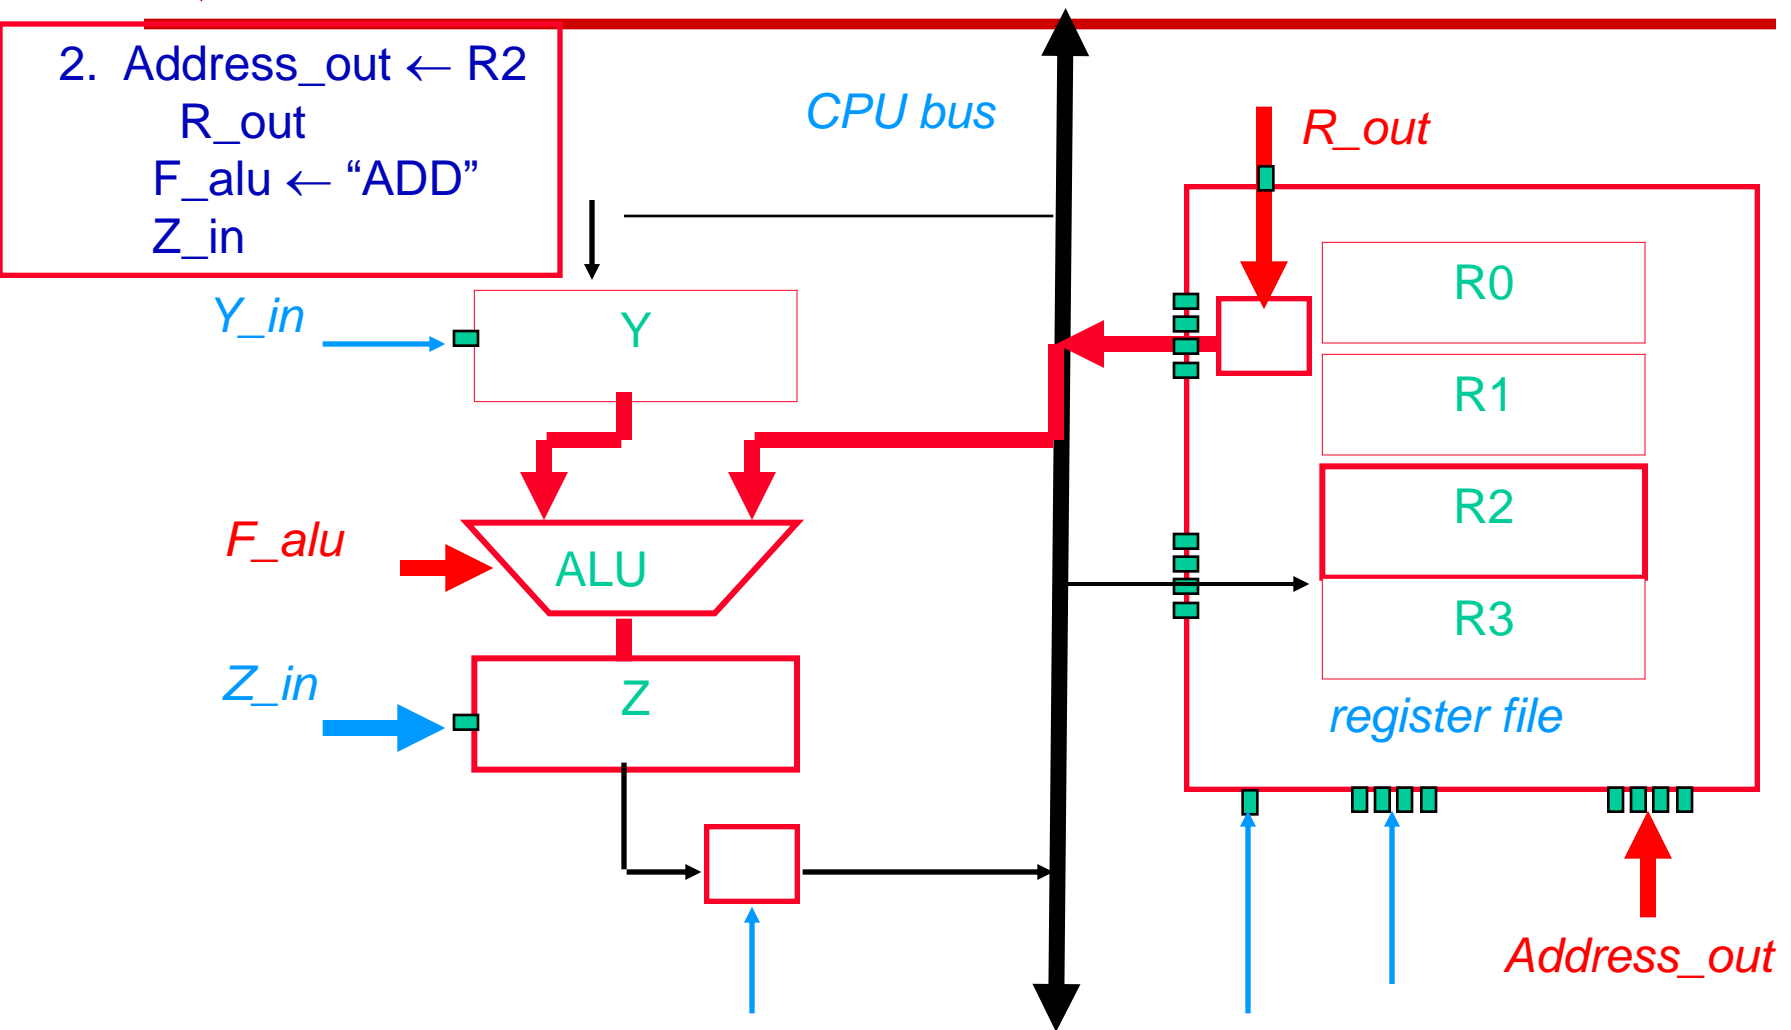 2. Address_out ← R2
R_out
F_alu ← “ADD”
Z_in
CPU bus
R_out
Y_in
Y
R0
R1
R2
R3
F_alu
ALU
Z_in
Z
register file
Address_out